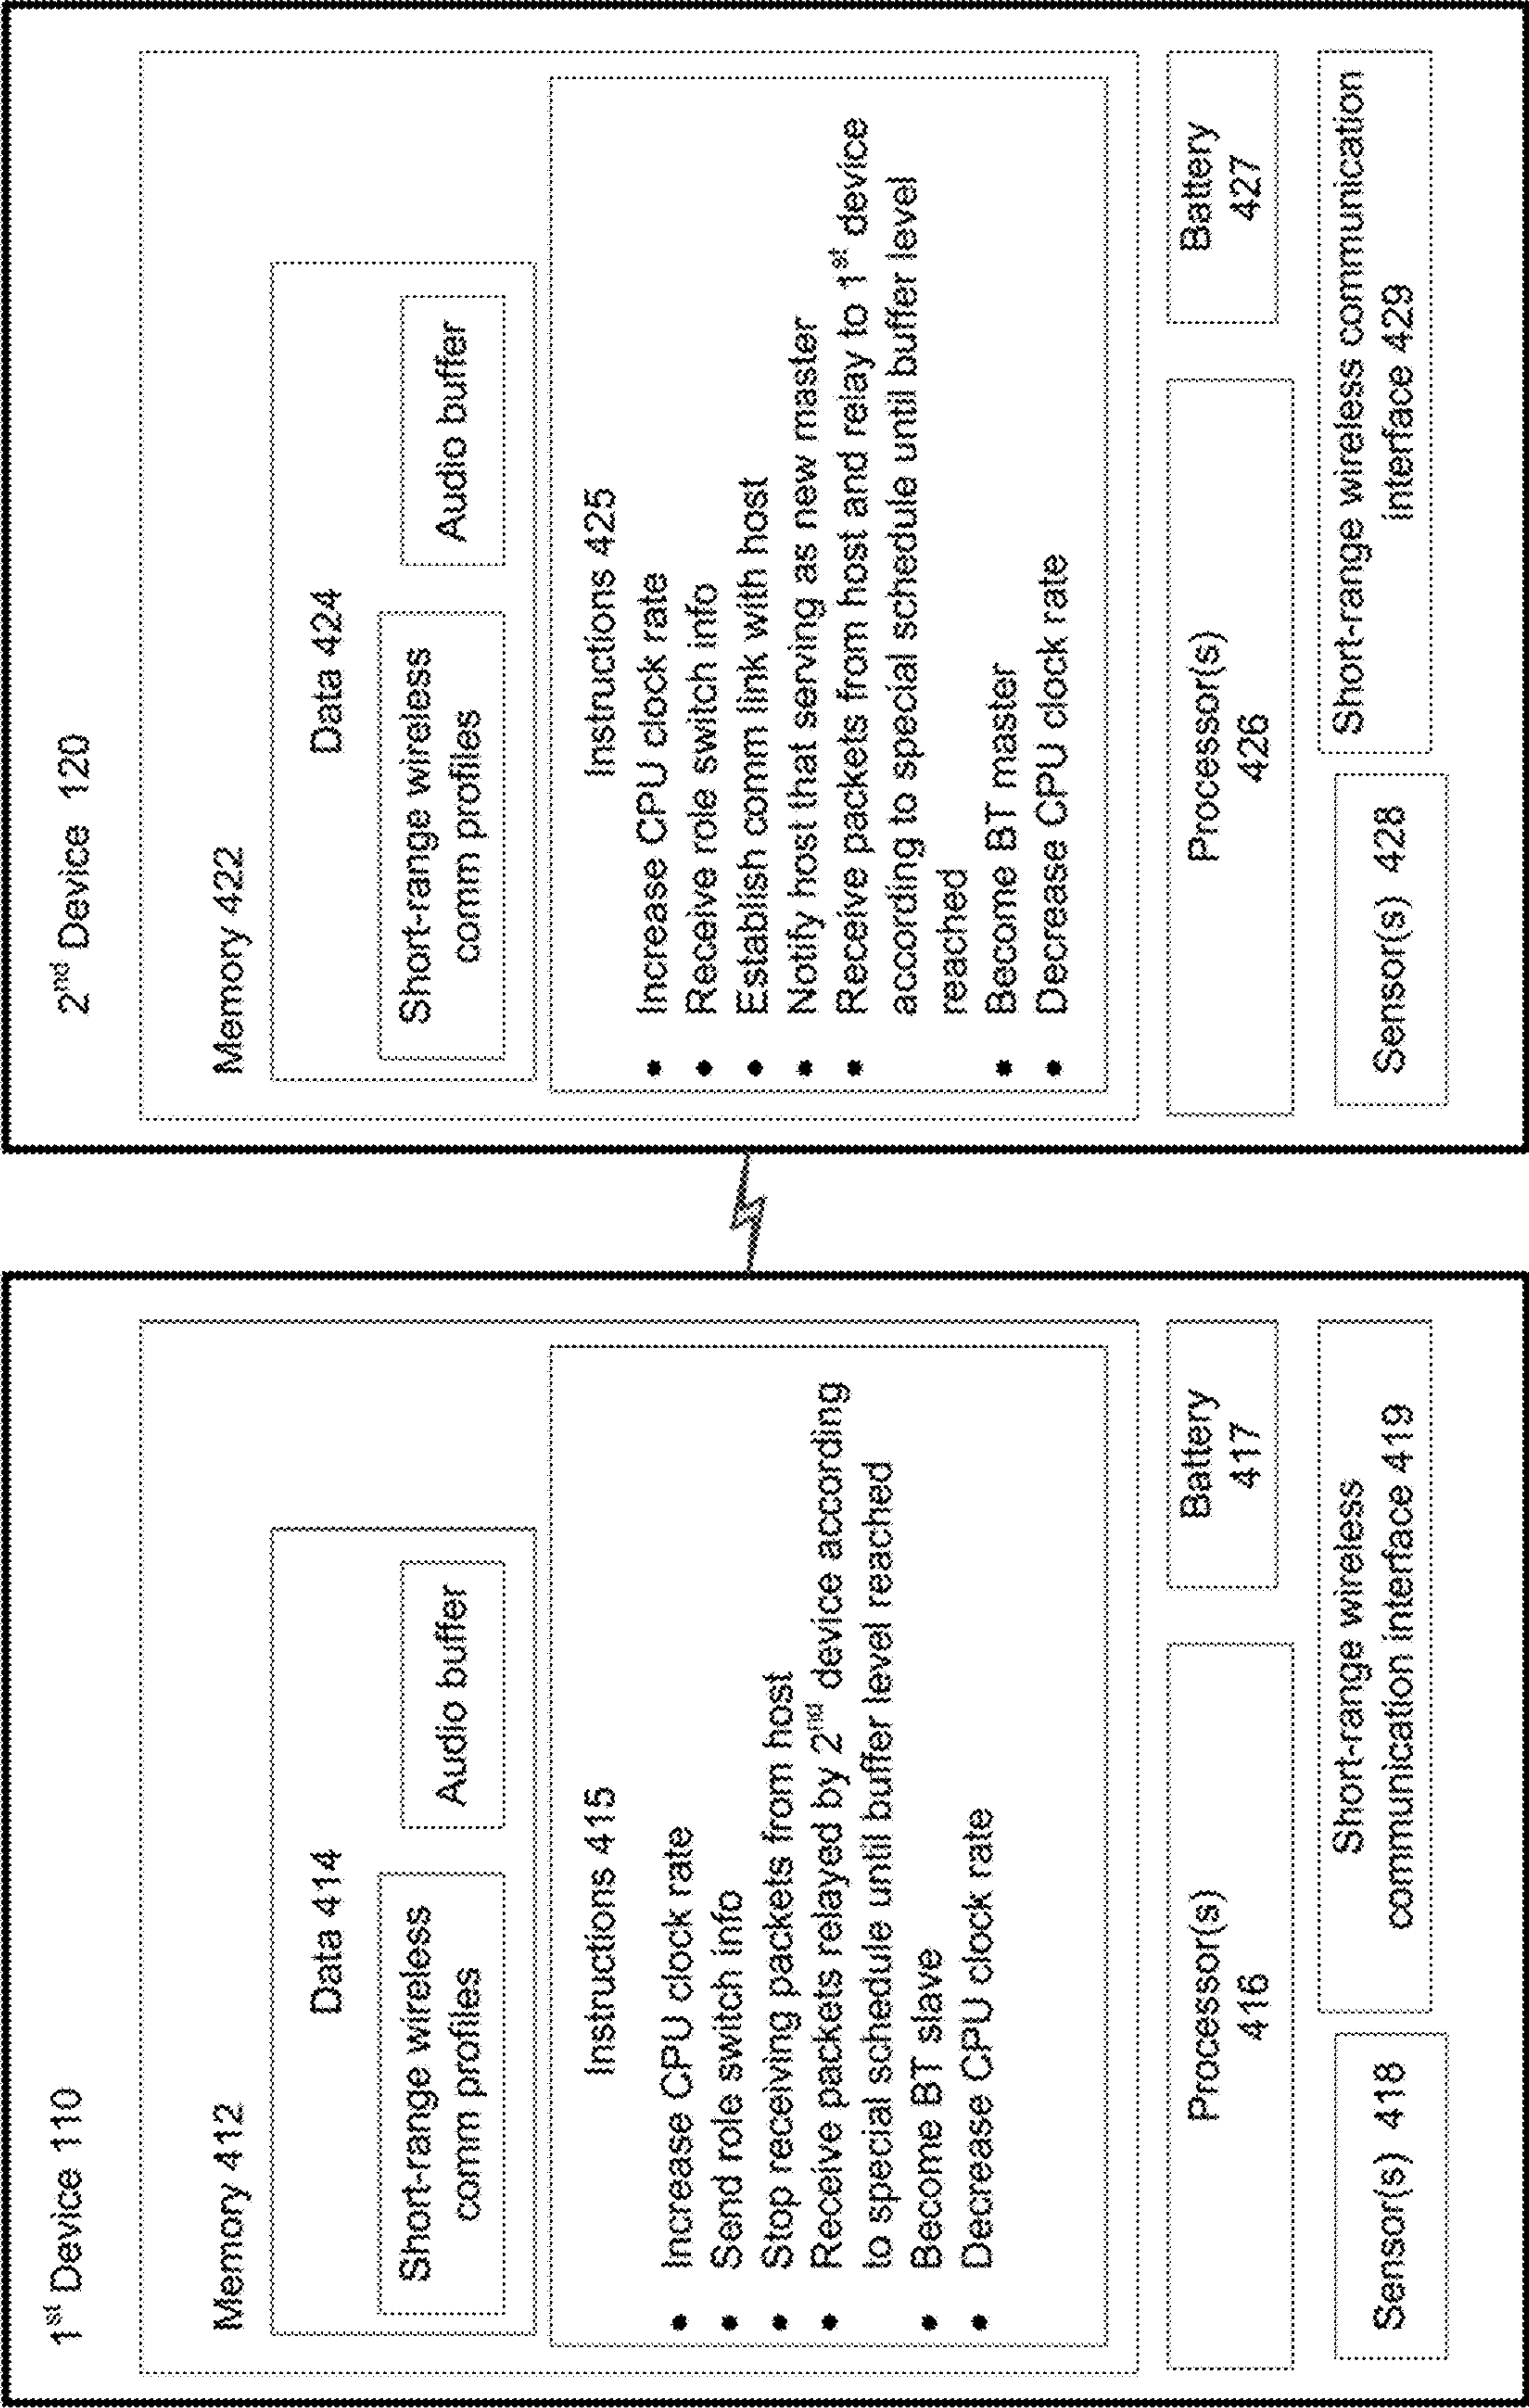 1st Device 110
Memory 412
Data 414
Short-range wireless
comm profiles
Audio buffer
Instructions 415
• Increase CPU clock rate
• Send role switch info
• Stop receiving packets from host
• Receive packets relayed by 2nd device according
to special schedule until buffer level reached
• Become BT slave
• Decrease CPU clock rate
Processor(s)
416
Battery
417
Sensor(s) 418
Short-range wireless
communication interface 419
2nd Device 120
Memory 422
Data 424
Short-range wireless
comm profiles
Audio buffer
Instructions 425
• Increase CPU clock rate
• Receive role switch info
• Establish comm link with host
• Notify host that serving as new master
• Receive packets from host and relay to 1st device
according to special schedule until buffer level
reached
• Become BT master
• Decrease CPU clock rate
Processor(s)
426
Battery
427
Sensor(s) 428
Short-range wireless communication
interface 429